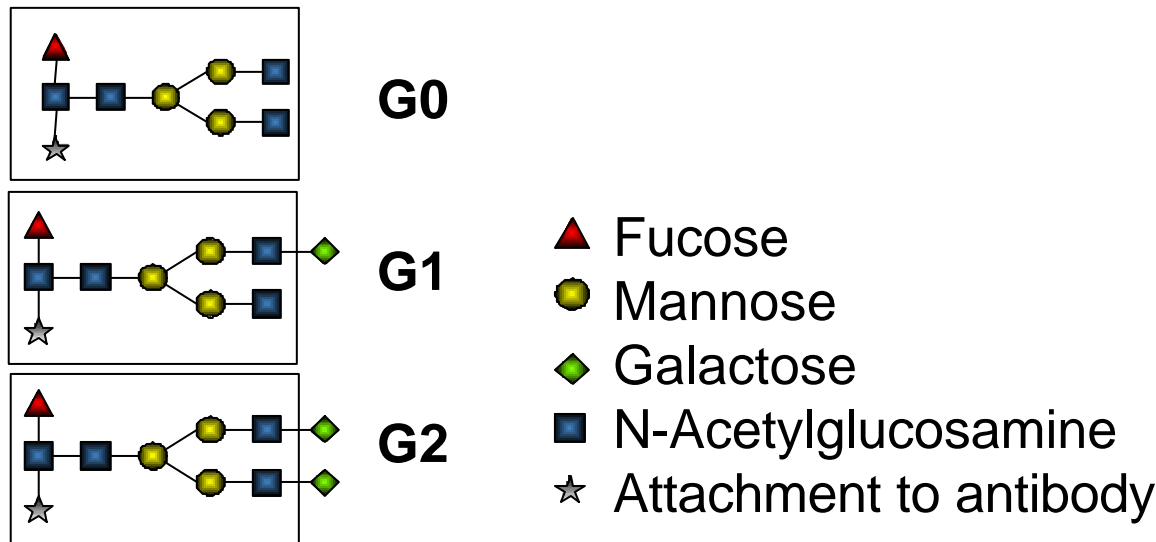 G0
G1
G2
Fucose
Mannose
Galactose
N-Acetylglucosamine
Attachment to antibody